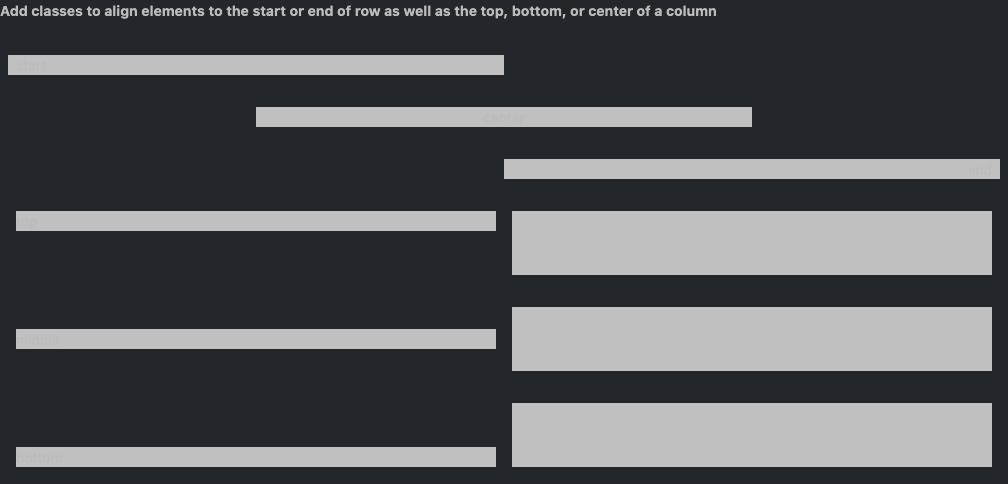 Add classes to align elements to the start or end of row as well as the top, bottom, or center of a column
start
center
end
top
middle
bottom